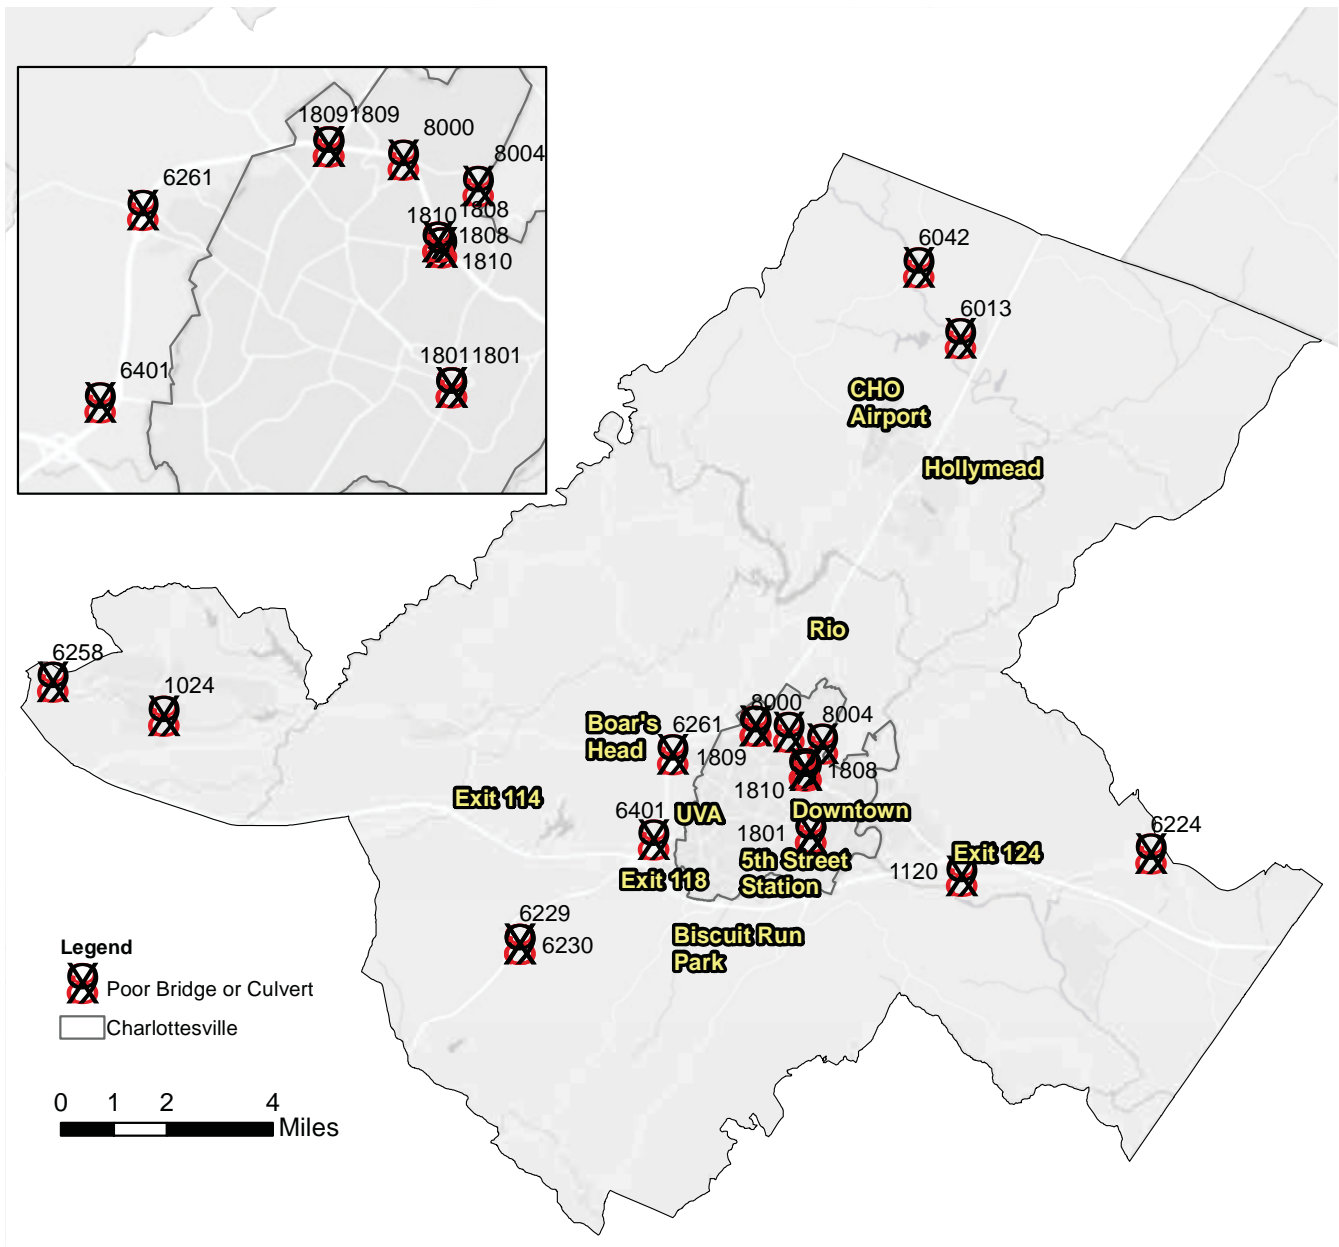 18091809
8000
8004
6261
1810
1808
1808
1810
18011801
6401
6042
6013
CHO
Airport
Hollymead
Rio
6258
1024
8000
8004
Boar's
Head
6261
1809
1808
1810
Exit 114
6401
UVA
Downtown
1801
6224
Exit 124
1120
5th Street
Station
Exit 118
6229
6230
Biscuit Run
Park
Legend
Poor Bridge or Culvert
Charlottesville
0 1 2 4
Miles